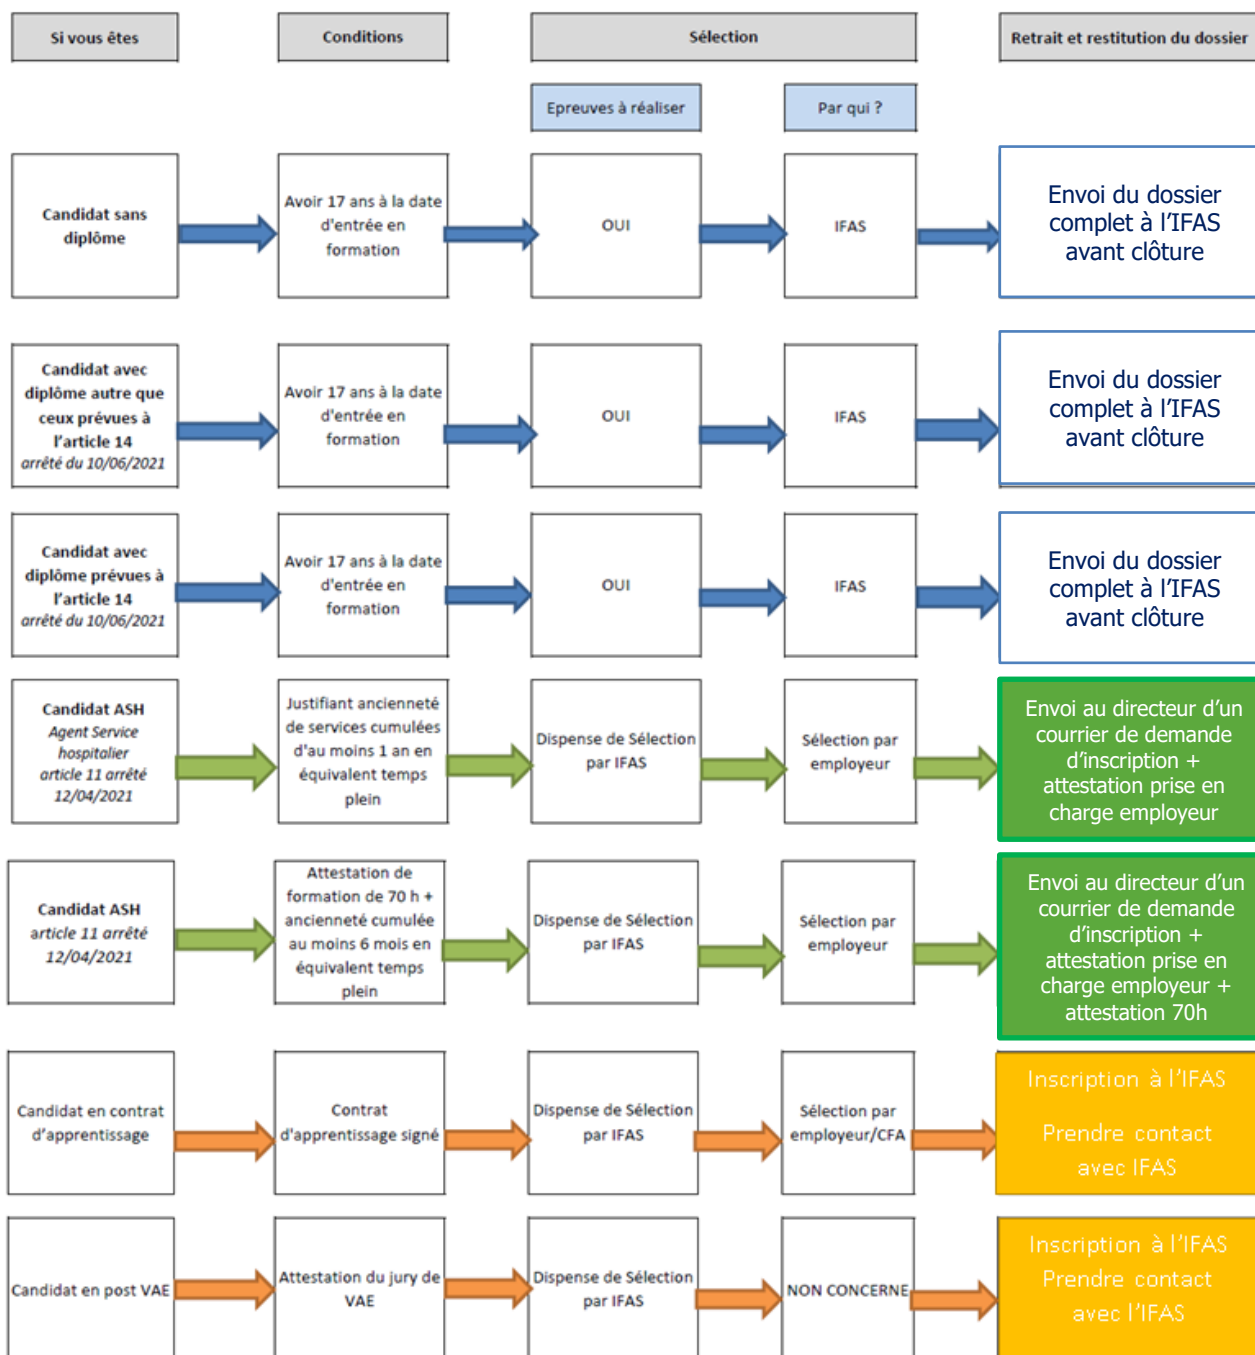 Si vous êtes
Conditions
Sélection
Retrait et restitution du dossier
Epreuves à réaliser
Par qui ?
Candidat sans
diplôme
Avoir 17 ans à la date
d'entrée en
formation
OUI
IFAS
Envoi du dossier
complet à l'IFAS
avant clôture
Candidat avec
diplôme autre que
ceux prévues à
l'article 14
arrêté du 10/06/2021
Avoir 17 ans à la date
d'entrée en
formation
OUI
IFAS
Envoi du dossier
complet à l'IFAS
avant clôture
Candidat avec
diplôme prévues à
l'article 14
arrêté du 10/06/2021
Avoir 17 ans à la date
d'entrée en
formation
OUI
IFAS
Envoi du dossier
complet à l'IFAS
avant clôture
Candidat ASH
Agent Service
hospitalier
article 11 arrêté
12/04/2021
Justifiant ancienneté
de services cumulées
d'au moins 1 an en
équivalent temps
plein
Dispense de Sélection
par IFAS
Sélection par
employeur
Envoi au directeur d'un
courrier de demande
d'inscription +
attestation prise en
charge employeur
Candidat ASH
article 11 arrêté
12/04/2021
Attestation de
formation de 70 h +
ancienneté cumulée
au moins 6 mois en
équivalent temps
plein
Dispense de Sélection
par IFAS
Sélection par
employeur
Envoi au directeur d'un
courrier de demande
d'inscription +
attestation prise en
charge employeur +
attestation 70h
Candidat en contrat
d'apprentissage
Contrat
d'apprentissage signé
Dispense de Sélection
par IFAS
Sélection par
employeur/CFA
Inscription à l'IFAS
Prendre contact
avec IFAS
Candidat en post VAE
Attestation du jury de
VAE
Dispense de Sélection
par IFAS
NON CONCERNE
Inscription à l'IFAS
Prendre contact
avec l'IFAS